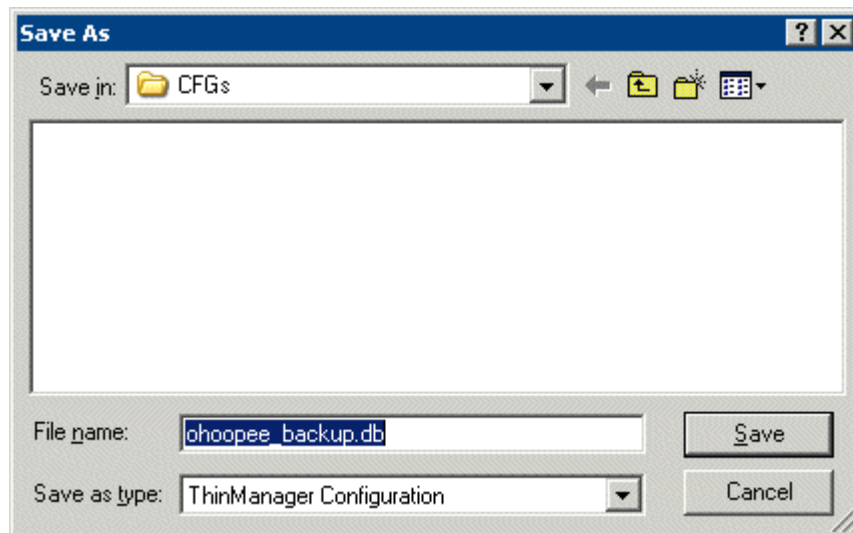 Save As
Save in: CFGs
File name: ohoopee_backup.db Save
Save as type: ThinManager Configuration Cancel